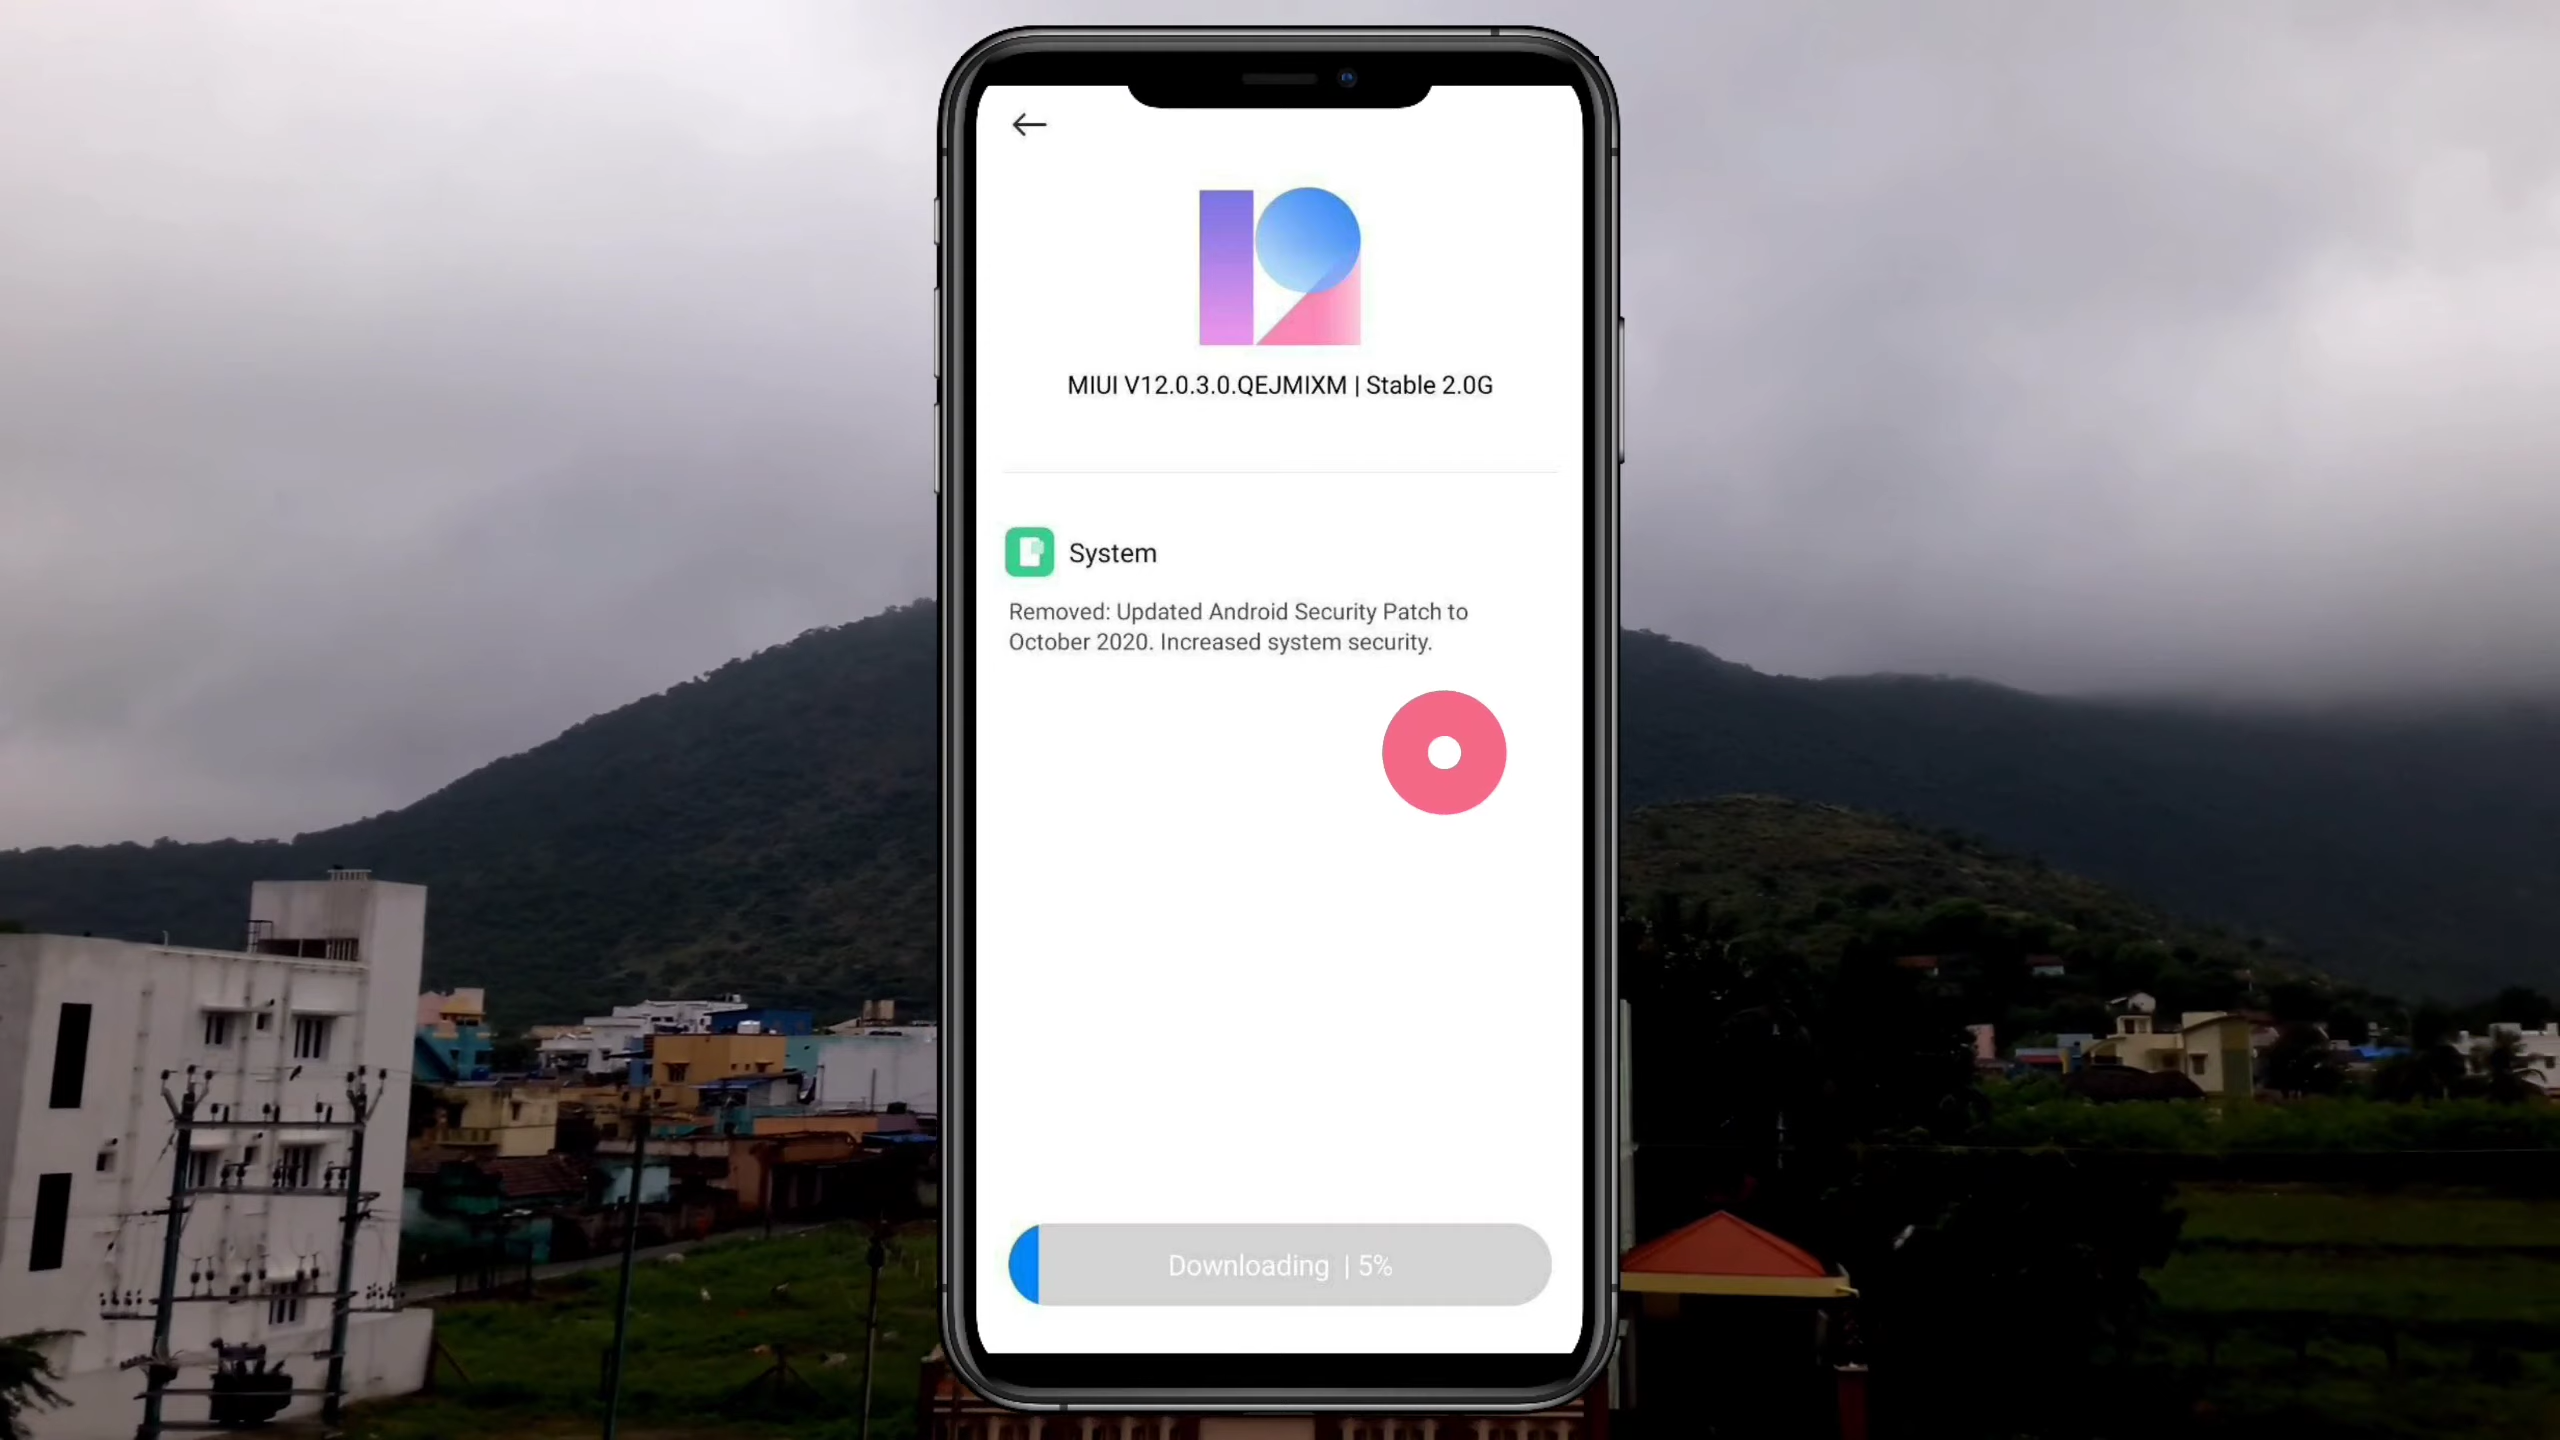 MIUI V12.0.3.0.QEJMIXM | Stable 2.0G
System
Removed: Updated Android Security Patch to
October 2020. Increased system security.
Downloading | 5%